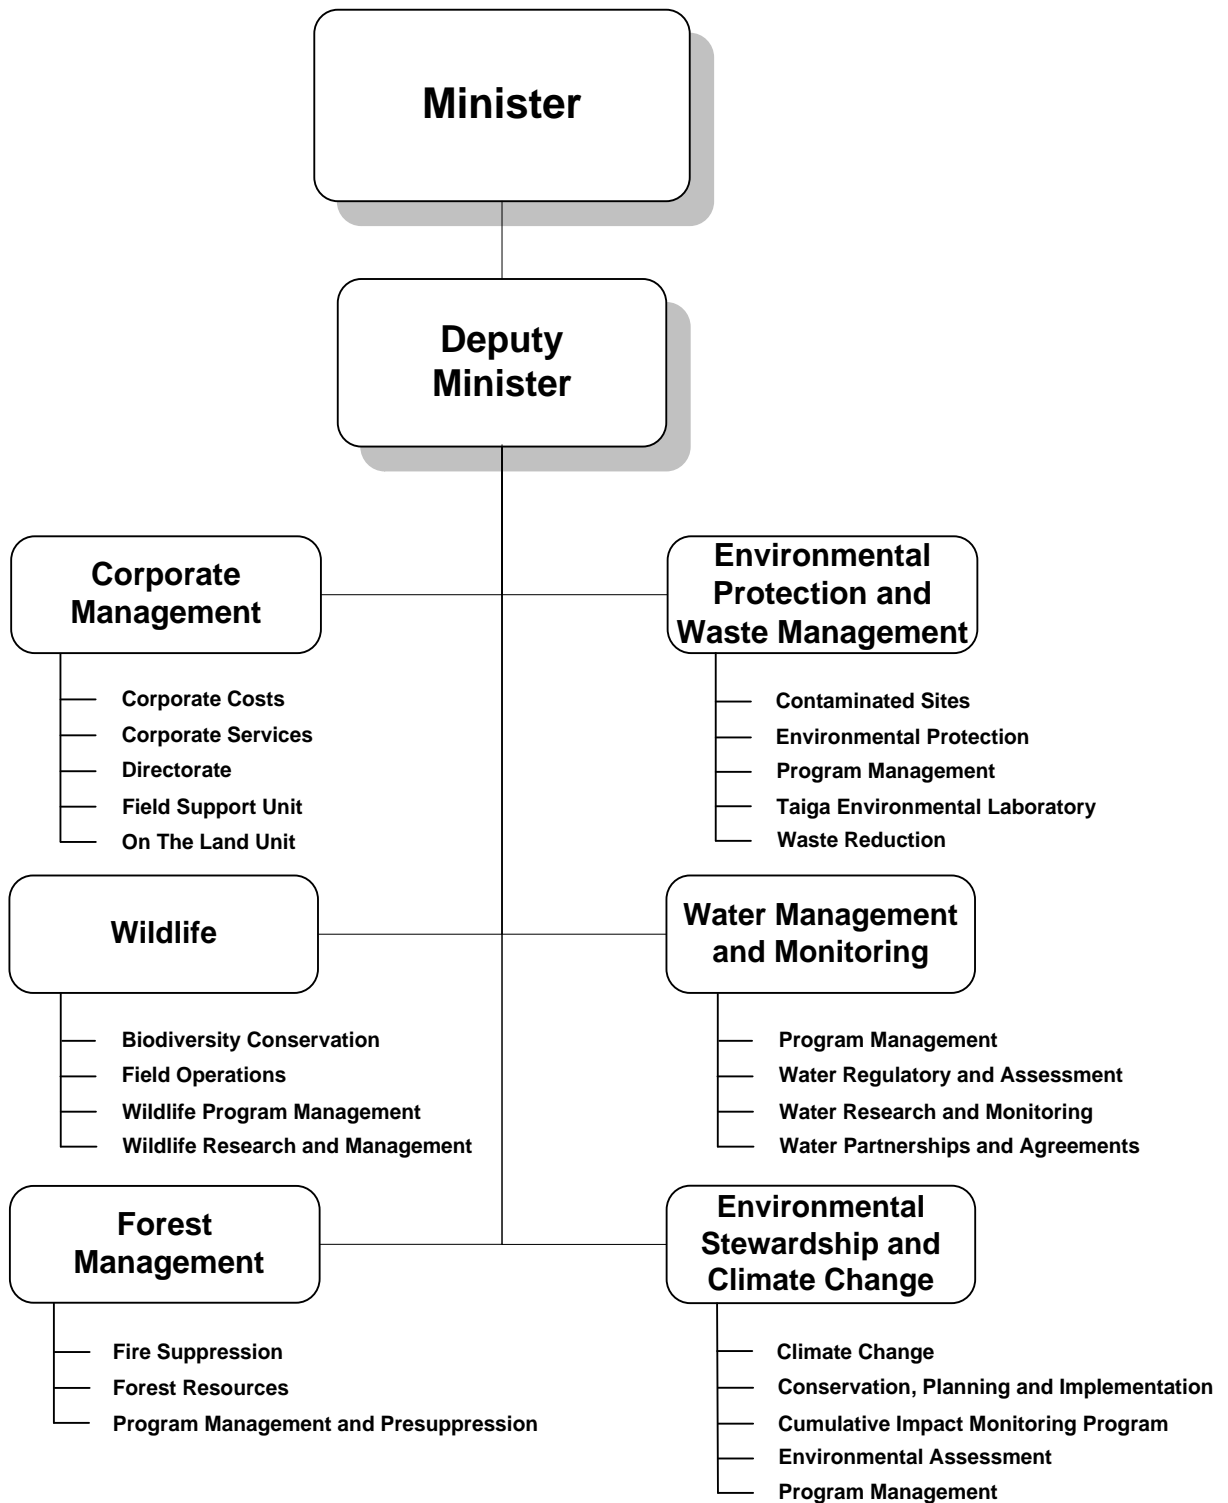 Minister
Deputy
Minister
Corporate
Management
Corporate Costs
Corporate Services
Directorate
Field Support Unit
On The Land Unit
Environmental
Protection and
Waste Management
Contaminated Sites
Environmental Protection
Program Management
Taiga Environmental Laboratory
Waste Reduction
Wildlife
Biodiversity Conservation
Field Operations
Wildlife Program Management
Wildlife Research and Management
Water Management
and Monitoring
Program Management
Water Regulatory and Assessment
Water Research and Monitoring
Water Partnerships and Agreements
Forest
Management
Fire Suppression
Forest Resources
Program Management and Presuppression
Environmental
Stewardship and
Climate Change
Climate Change
Conservation, Planning and Implementation
Cumulative Impact Monitoring Program
Environmental Assessment
Program Management